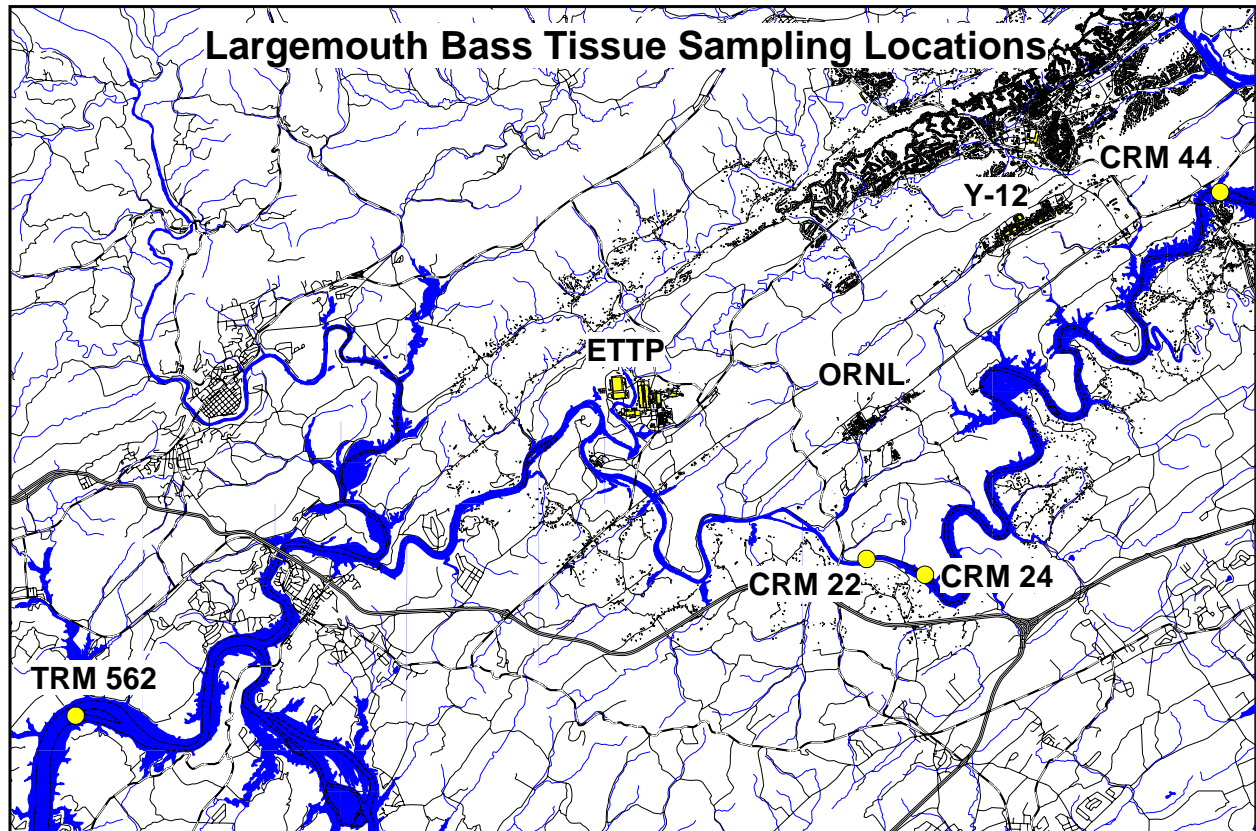 Largemouth Bass Tissue Sampling Locations
CRM 44
Y-12
ETTP
ORNL
CRM 22
CRM 24
TRM 562